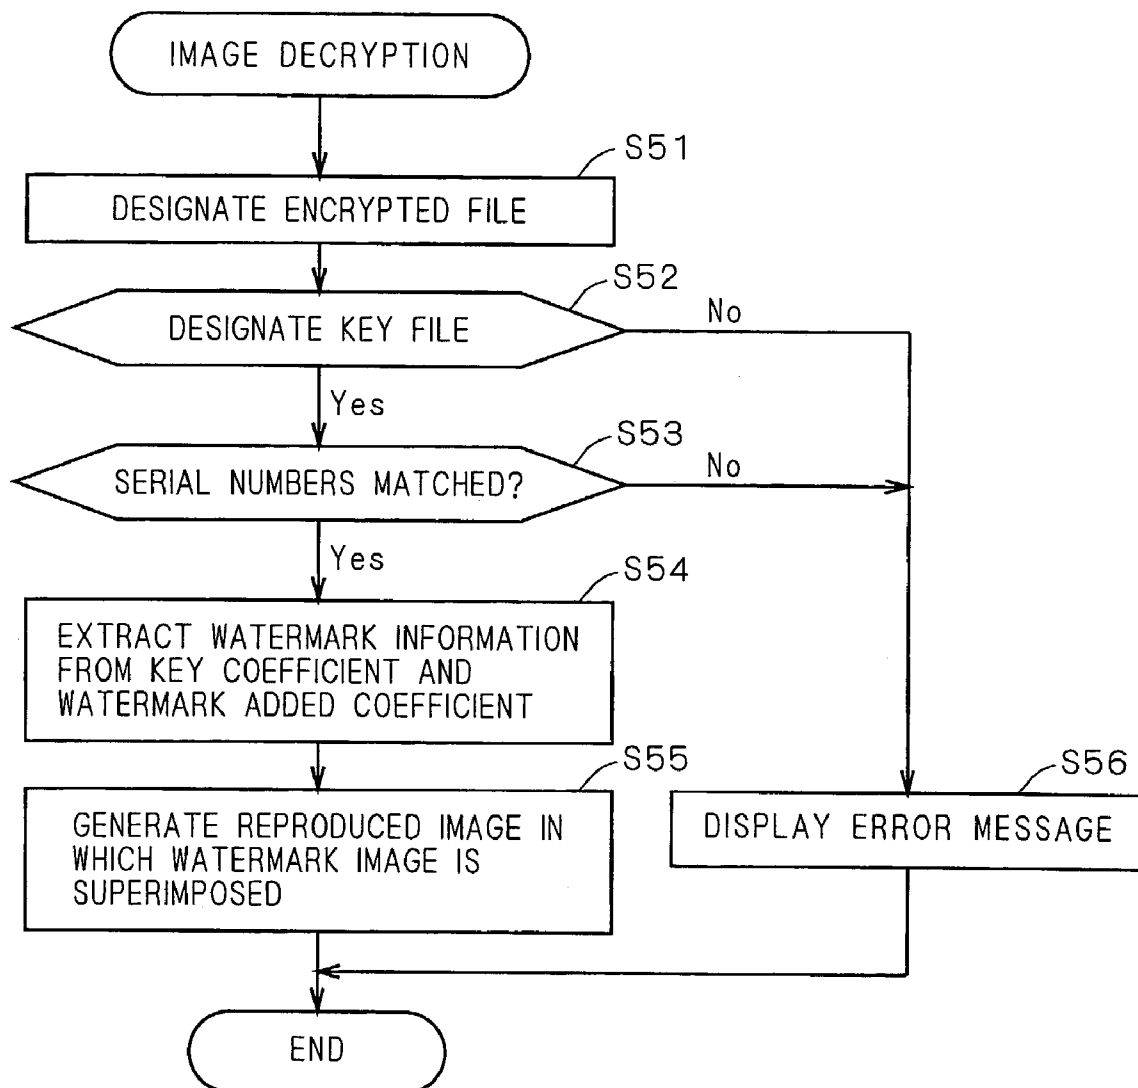 IMAGE DECRYPTION
S51
DESIGNATE ENCRYPTED FILE
S52
DESIGNATE KEY FILE
No
Yes
S53
SERIAL NUMBERS MATCHED?
No
Yes
S54
EXTRACT WATERMARK INFORMATION
FROM KEY COEFFICIENT AND
WATERMARK ADDED COEFFICIENT
S55
GENERATE REPRODUCED IMAGE IN
WHICH WATERMARK IMAGE IS
SUPERIMPOSED
S56
DISPLAY ERROR MESSAGE
END